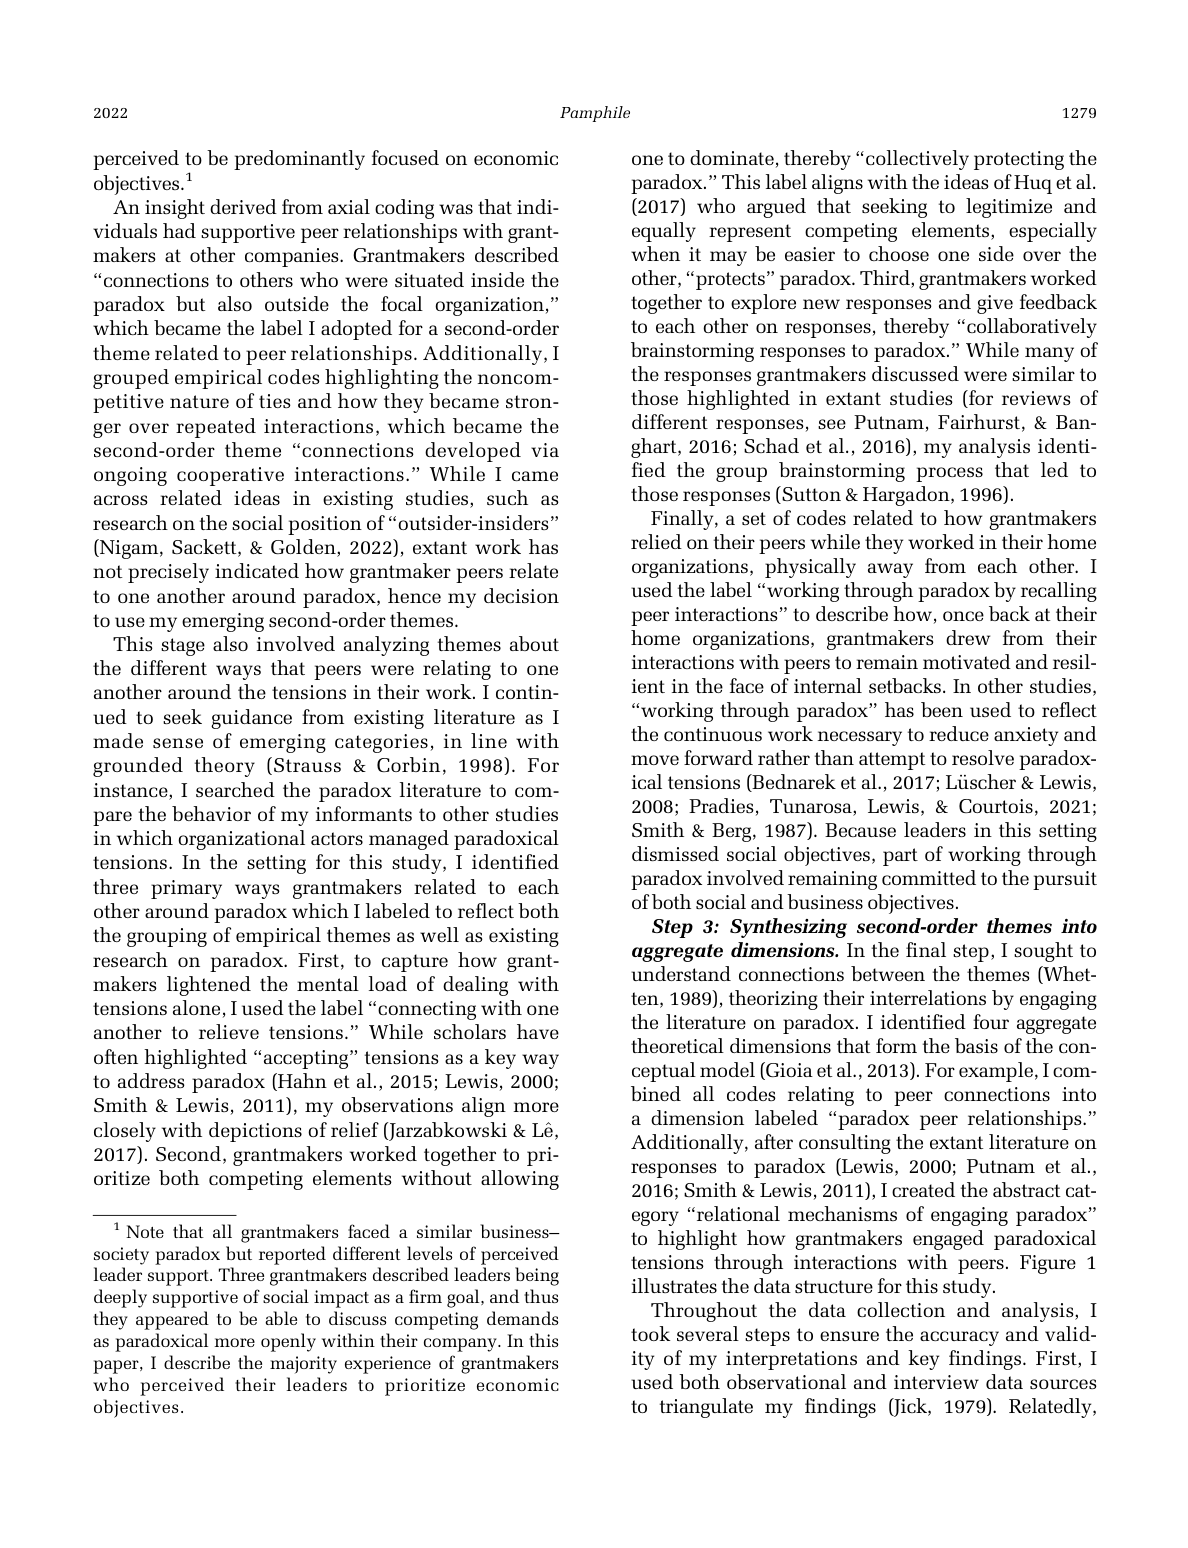 2022
Pamphile
1279
perceived to be predominantly focused on economic
objectives.¹
An insight derived from axial coding was that indi-
viduals had supportive peer relationships with grant-
makers at other companies. Grantmakers described
“connections to others who were situated inside the
paradox but also outside the focal organization,”
which became the label I adopted for a second-order
theme related to peer relationships. Additionally, I
grouped empirical codes highlighting the noncom-
petitive nature of ties and how they became stron-
ger over repeated interactions, which became the
second-order theme “connections developed via
ongoing cooperative interactions.” While I came
across related ideas in existing studies, such as
research on the social position of “outsider-insiders”
(Nigam, Sackett, & Golden, 2022), extant work has
not precisely indicated how grantmaker peers relate
to one another around paradox, hence my decision
to use my emerging second-order themes.
This stage also involved analyzing themes about
the different ways that peers were relating to one
another around the tensions in their work. I contin-
ued to seek guidance from existing literature as I
made sense of emerging categories, in line with
grounded theory (Strauss & Corbin, 1998). For
instance, I searched the paradox literature to com-
pare the behavior of my informants to other studies
in which organizational actors managed paradoxical
tensions. In the setting for this study, I identified
three primary ways grantmakers related to each
other around paradox which I labeled to reflect both
the grouping of empirical themes as well as existing
research on paradox. First, to capture how grant-
makers lightened the mental load of dealing with
tensions alone, I used the label “connecting with one
another to relieve tensions.” While scholars have
often highlighted “accepting” tensions as a key way
to address paradox (Hahn et al., 2015; Lewis, 2000;
Smith & Lewis, 2011), my observations align more
closely with depictions of relief (Jarzabkowski & Lê,
2017). Second, grantmakers worked together to pri-
oritize both competing elements without allowing
¹ Note that all grantmakers faced a similar business–
society paradox but reported different levels of perceived
leader support. Three grantmakers described leaders being
deeply supportive of social impact as a firm goal, and thus
they appeared to be able to discuss competing demands
as paradoxical more openly within their company. In this
paper, I describe the majority experience of grantmakers
who perceived their leaders to prioritize economic
objectives.
one to dominate, thereby “collectively protecting the
paradox.” This label aligns with the ideas of Huq et al.
(2017) who argued that seeking to legitimize and
equally represent competing elements, especially
when it may be easier to choose one side over the
other, “protects” paradox. Third, grantmakers worked
together to explore new responses and give feedback
to each other on responses, thereby “collaboratively
brainstorming responses to paradox.” While many of
the responses grantmakers discussed were similar to
those highlighted in extant studies (for reviews of
different responses, see Putnam, Fairhurst, & Ban-
ghart, 2016; Schad et al., 2016), my analysis identi-
fied the group brainstorming process that led to
those responses (Sutton & Hargadon, 1996).
Finally, a set of codes related to how grantmakers
relied on their peers while they worked in their home
organizations, physically away from each other. I
used the label “working through paradox by recalling
peer interactions” to describe how, once back at their
home organizations, grantmakers drew from their
interactions with peers to remain motivated and resil-
ient in the face of internal setbacks. In other studies,
“working through paradox” has been used to reflect
the continuous work necessary to reduce anxiety and
move forward rather than attempt to resolve paradox-
ical tensions (Bednarek et al., 2017; Lüscher & Lewis,
2008; Pradies, Tunarosa, Lewis, & Courtois, 2021;
Smith & Berg, 1987). Because leaders in this setting
dismissed social objectives, part of working through
paradox involved remaining committed to the pursuit
of both social and business objectives.
Step 3: Synthesizing second-order themes into
aggregate dimensions. In the final step, I sought to
understand connections between the themes (Whet-
ten, 1989), theorizing their interrelations by engaging
the literature on paradox. I identified four aggregate
theoretical dimensions that form the basis of the con-
ceptual model (Gioia et al., 2013). For example, I com-
bined all codes relating to peer connections into
a dimension labeled “paradox peer relationships.”
Additionally, after consulting the extant literature on
responses to paradox (Lewis, 2000; Putnam et al.,
2016; Smith & Lewis, 2011), I created the abstract cat-
egory “relational mechanisms of engaging paradox”
to highlight how grantmakers engaged paradoxical
tensions through interactions with peers. Figure 1
illustrates the data structure for this study.
Throughout the data collection and analysis, I
took several steps to ensure the accuracy and valid-
ity of my interpretations and key findings. First, I
used both observational and interview data sources
to triangulate my findings (Jick, 1979). Relatedly,